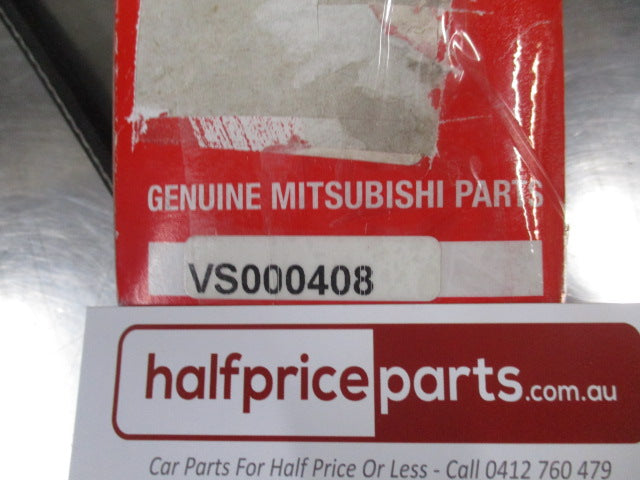 GENUINE MITSUBISHI PARTS
VS000408
halfpriceparts.com.au
Car Parts For Half Price Or Less - Call 0412 760 479